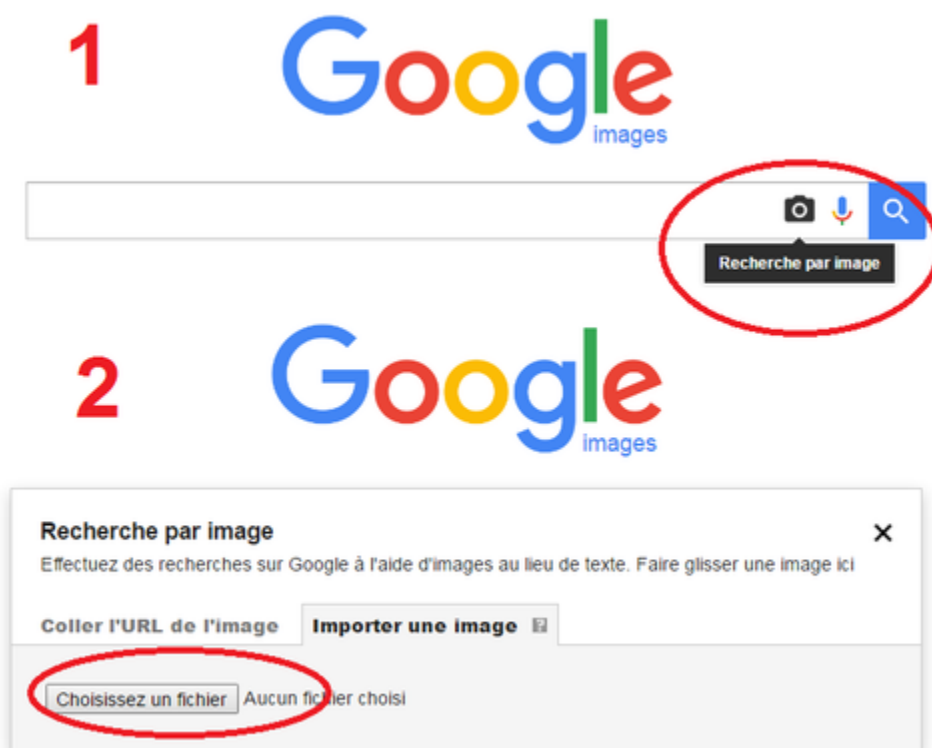 1
Google
images
Recherche par image
2
Google
images
Recherche par image
Effectuez des recherches sur Google à l'aide d'images au lieu de texte. Faire glisser une image ici
Coller l'URL de l'image Importer une image ?
Choisissez un fichier Aucun fichier choisi